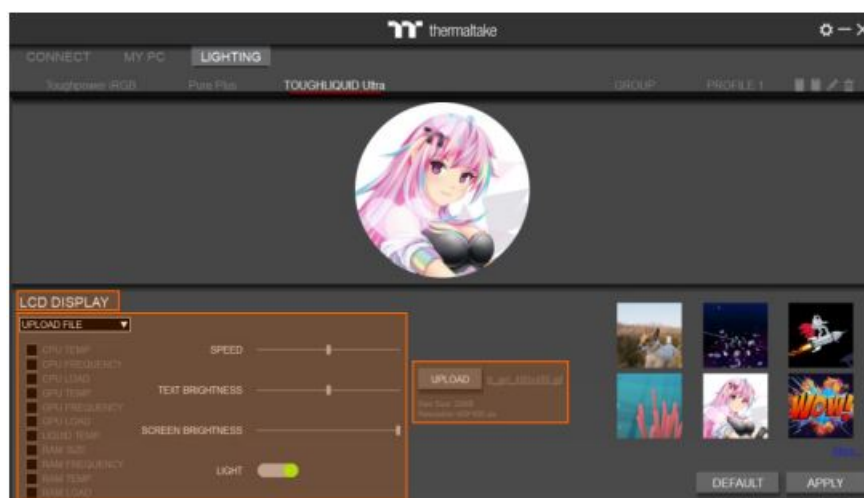 thermaltake
CONNECT MY PC LIGHTING
Toughpower iRGB Pure Plus TOUGHLIQUID Ultra GROUP PROFILE 1
LCD DISPLAY
UPLOAD FILE
CPU TEMP
CPU FREQUENCY
CPU LOAD
GPU TEMP
GPU FREQUENCY
GPU LOAD
LIQUID TEMP
RAM SIZE
RAM FREQUENCY
RAM TEMP
RAM LOAD
SPEED
TEXT BRIGHTNESS
SCREEN BRIGHTNESS
LIGHT
UPLOAD
WOW!
DEFAULT APPLY